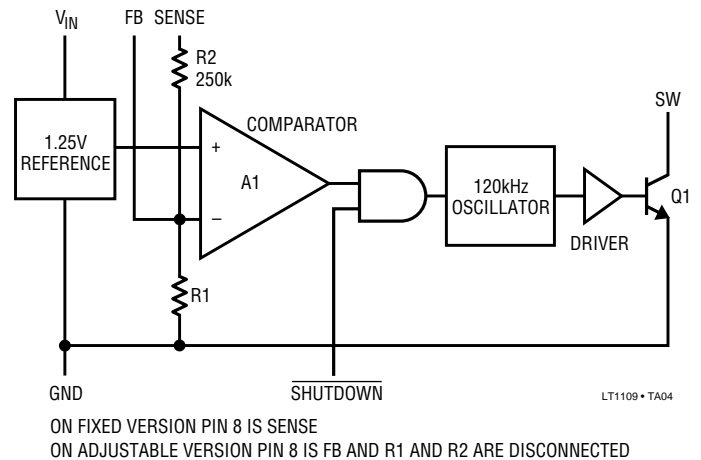 VIN FB SENSE
R2
250k
SW
COMPARATOR
1.25V
REFERENCE
+
A1
120kHz
OSCILLATOR
Q1
–
DRIVER
R1
GND
SHUTDOWN
LT1109 • TA04
ON FIXED VERSION PIN 8 IS SENSE
ON ADJUSTABLE VERSION PIN 8 IS FB AND R1 AND R2 ARE DISCONNECTED